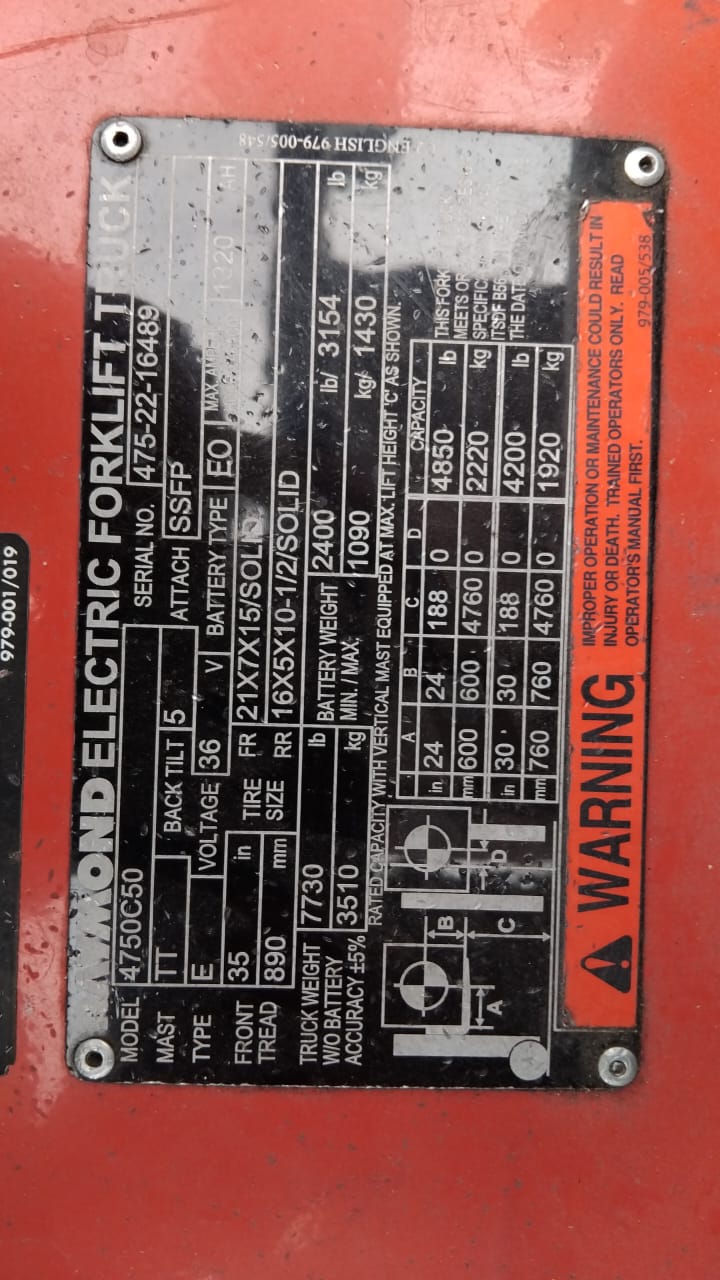 979-001/019
ELECTRIC FORKLIFT TRUCK
MODEL 4750C50 SERIAL NO. 475-22-16489
MAST TT BACK TILT 5 ATTACH SSFP
TYPE E VOLTAGE 36 V BATTERY TYPE EO MAX. 1320 AH
FRONT TREAD 35 in TIRE SIZE FR 21X7X15/SOLID
890 mm RR 16X5X10-1/2/SOLID
TRUCK WEIGHT 7730 lb BATTERY WEIGHT 2400 lb/ 3154 lb
W/O BATTERY
ACCURACY ±5% 3510 kg MIN. / MAX. 1090 kg/ 1430 kg
RATED CAPACITY WITH VERTICAL MAST EQUIPPED AT MAX. LIFT HEIGHT "C" AS SHOWN.
A B C D CAPACITY
in 24 24 188 0 4850 lb
mm 600 600 4760 0 2220 kg
in 30 30 188 0 4200 lb
mm 760 760 4760 0 1920 kg
THIS FORK
MEETS OR
ITSDF B56
THE
A B C D
WARNING
IMPROPER OPERATION OR MAINTENANCE COULD RESULT IN
INJURY OR DEATH. TRAINED OPERATORS ONLY. READ
OPERATOR'S MANUAL FIRST.
979-005/538
ENGLISH 979-005/548